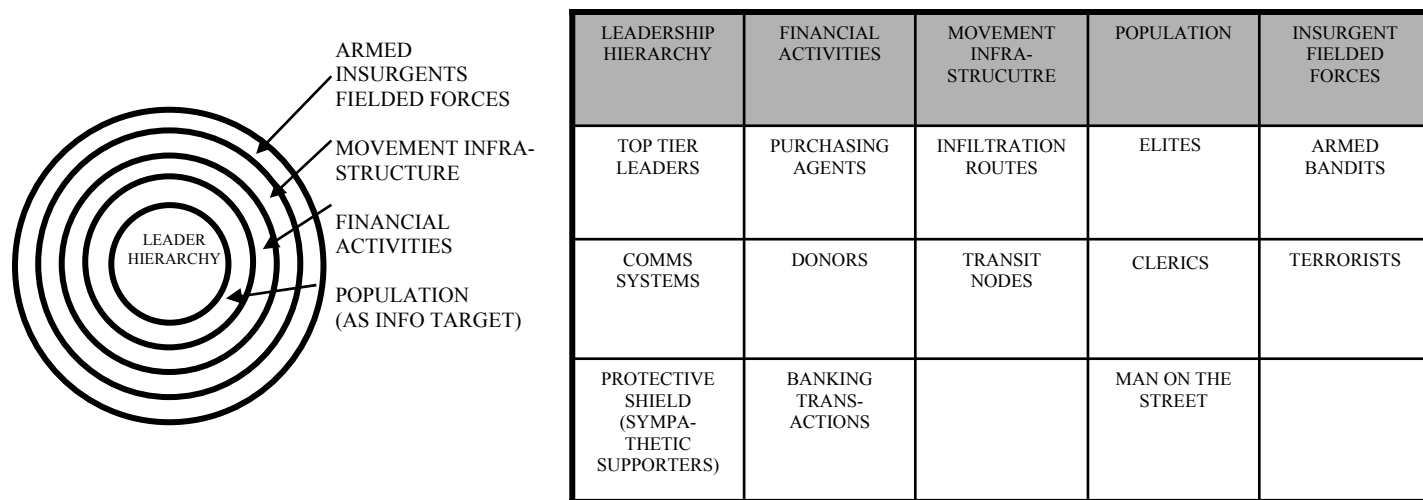 ARMED
INSURGENTS
FIELDED FORCES
MOVEMENT INFRA-
STRUCTURE
FINANCIAL
ACTIVITIES
POPULATION
(AS INFO TARGET)
LEADER
HIERARCHY
LEADERSHIP
HIERARCHY
FINANCIAL
ACTIVITIES
MOVEMENT
INFRA-
STRUCUTRE
POPULATION
INSURGENT
FIELDED
FORCES
TOP TIER
LEADERS
PURCHASING
AGENTS
INFILTRATION
ROUTES
ELITES
ARMED
BANDITS
COMMS
SYSTEMS
DONORS
TRANSIT
NODES
CLERICS
TERRORISTS
PROTECTIVE
SHIELD
(SYMPA-
THETIC
SUPPORTERS)
BANKING
TRANS-
ACTIONS
MAN ON THE
STREET